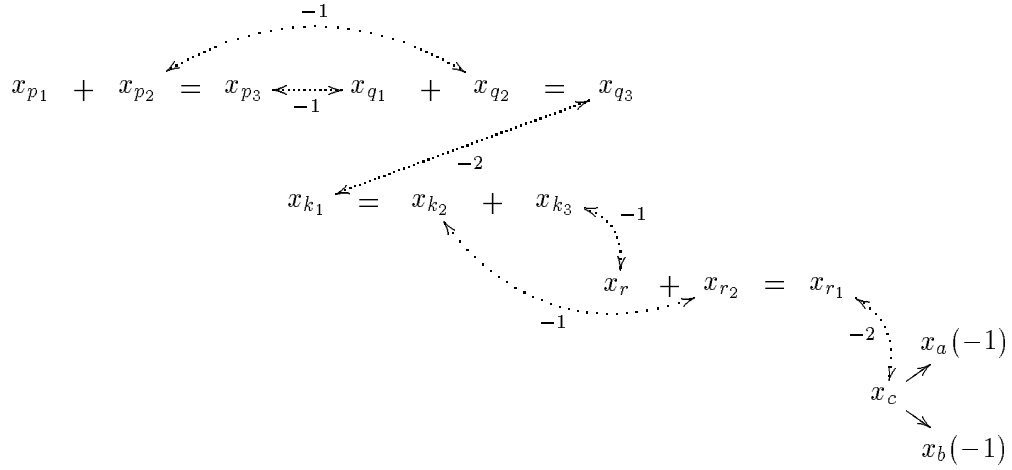 −1
x_{p_1} + x_{p_2} = x_{p_3} x_{q_1} + x_{q_2} = x_{q_3}
−1
−2
x_{k_1} = x_{k_2} + x_{k_3}
−1
x_r + x_{r_2} = x_{r_1}
−1
−2
x_a(−1)
x_c
x_b(−1)